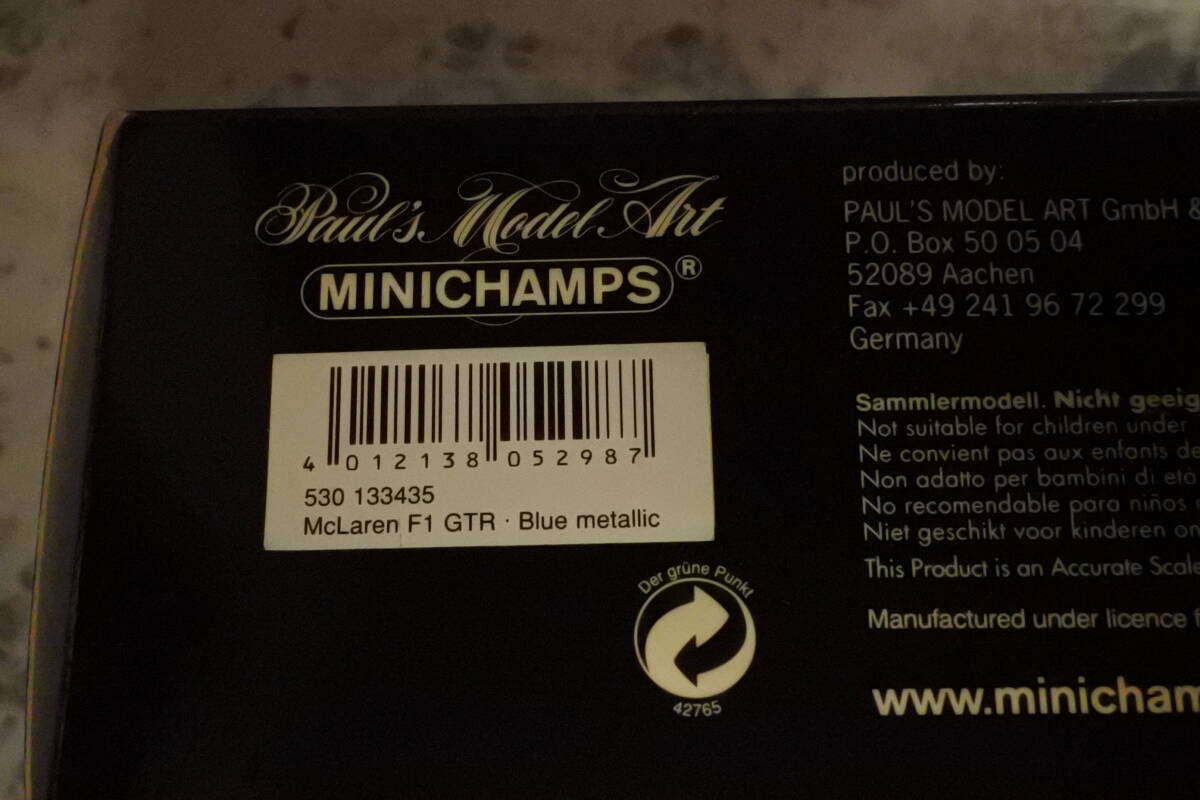 Paul's Model Art
MINICHAMPS®
4 012138 052987
530 133435
McLaren F1 GTR · Blue metallic
Der grüne Punkt
42765
produced by:
PAUL'S MODEL ART GmbH &
P.O. Box 50 05 04
52089 Aachen
Fax +49 241 96 72 299
Germany
Sammlermodell. Nicht geeig
Not suitable for children under
Ne convient pas aux enfants de
Non adatto per bambini di età
No recomendable para niños
Niet geschikt voor kinderen on
This Product is an Accurate Scale
Manufactured under licence
www.minicham